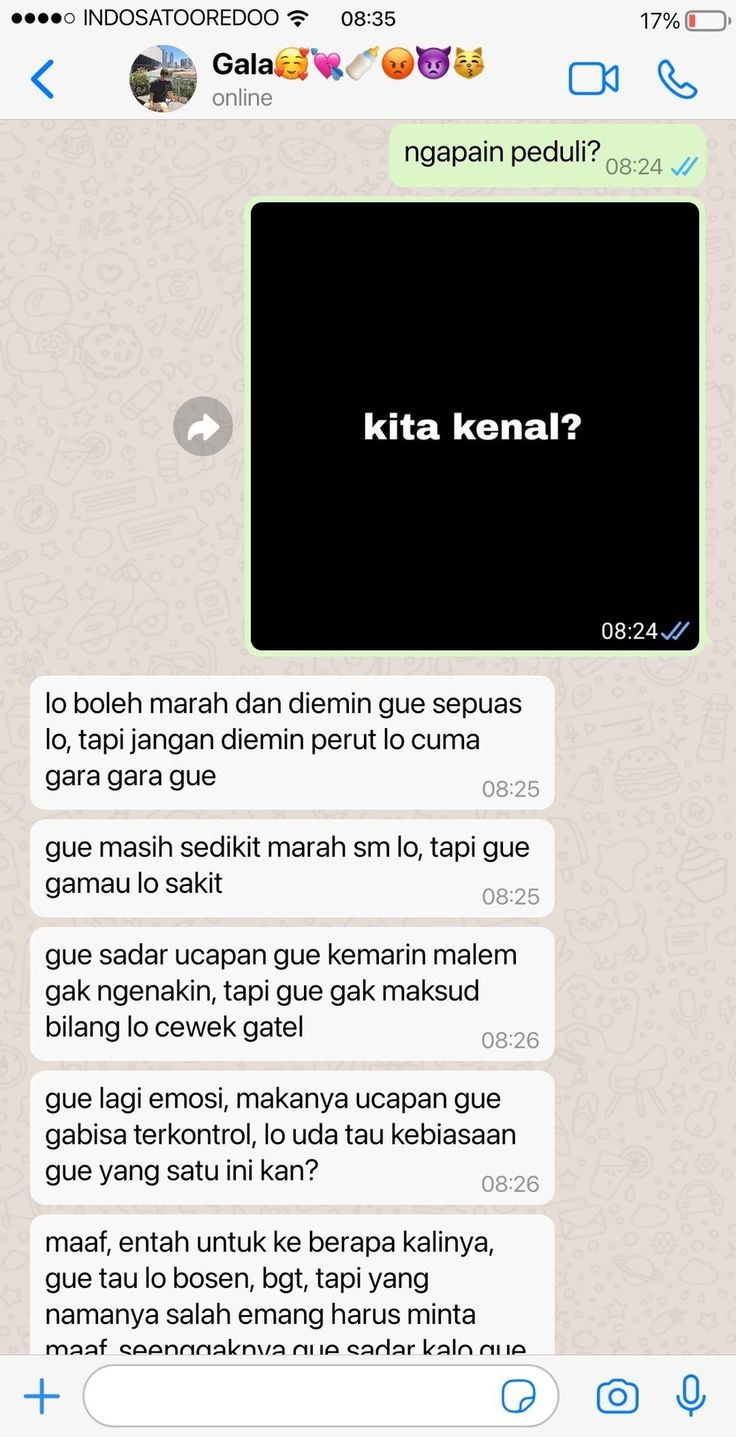 INDOSATOOREDOO 08:35 17%
Gala🥰💘🍼😡👿😽
online
ngapain peduli? 08:24
kita kenal?
08:24
lo boleh marah dan diemin gue sepuas
lo, tapi jangan diemin perut lo cuma
gara gara gue
08:25
gue masih sedikit marah sm lo, tapi gue
gamau lo sakit
08:25
gue sadar ucapan gue kemarin malem
gak ngenakin, tapi gue gak maksud
bilang lo cewek gatel
08:26
gue lagi emosi, makanya ucapan gue
gabisa terkontrol, lo uda tau kebiasaan
gue yang satu ini kan?
08:26
maaf, entah untuk ke berapa kalinya,
gue tau lo bosen, bgt, tapi yang
namanya salah emang harus minta
maaf, seenggaknya gue sadar kalo gue